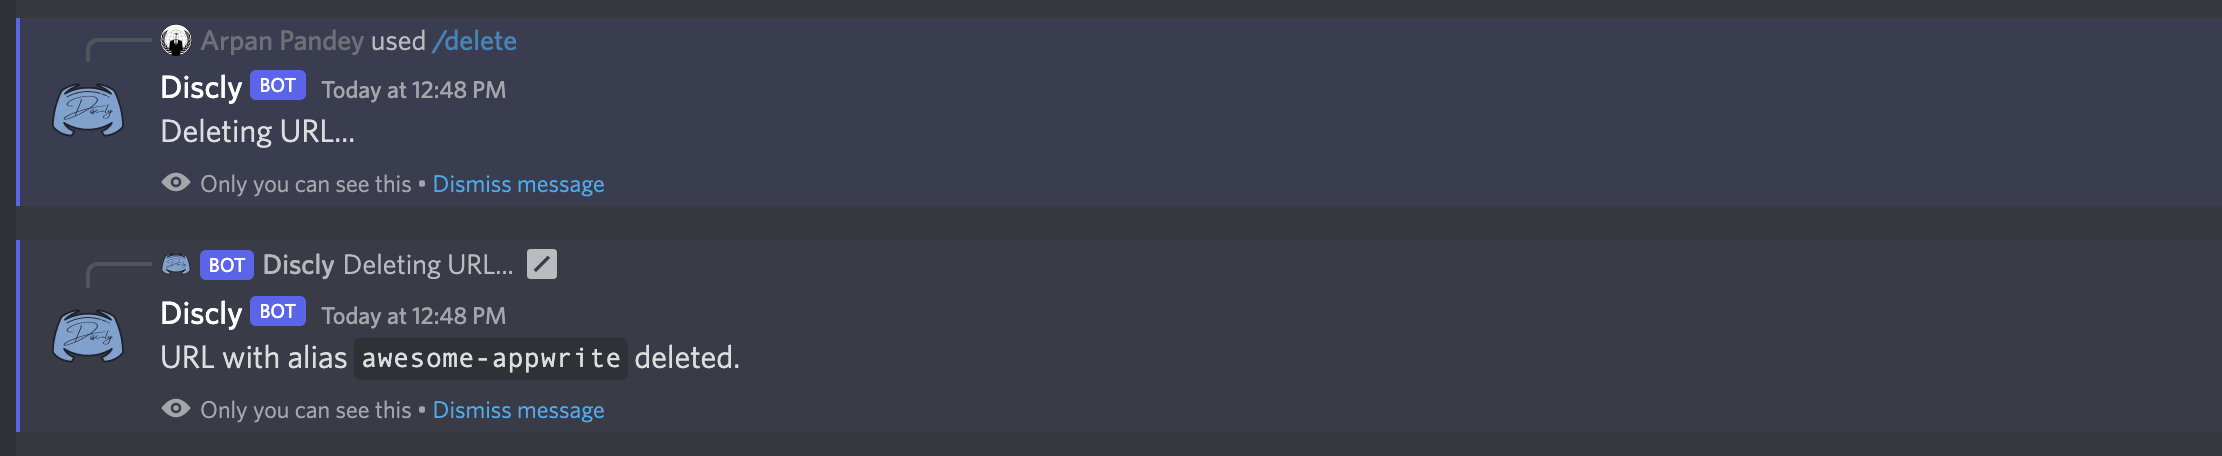 Arpan Pandey used /delete
Discly BOT Today at 12:48 PM
Deleting URL...
Only you can see this • Dismiss message
BOT Discly Deleting URL...
Discly BOT Today at 12:48 PM
URL with alias awesome-appwrite deleted.
Only you can see this • Dismiss message